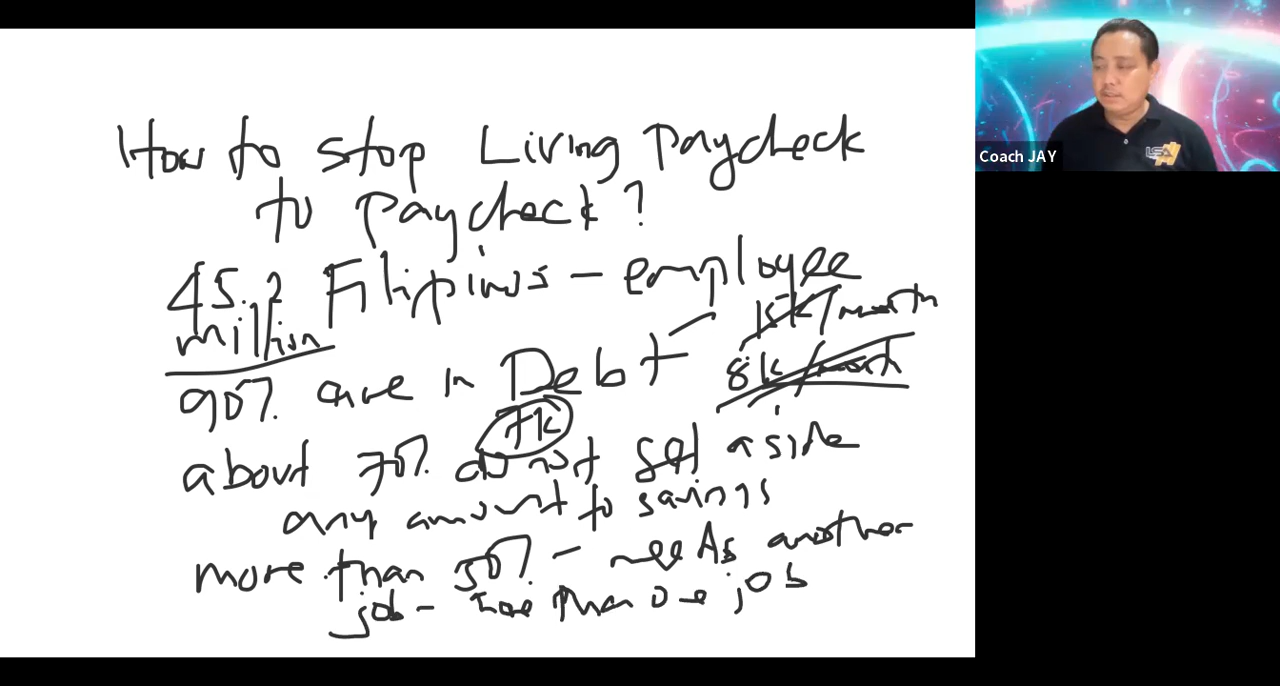 How to stop Living Paycheck
to Paycheck?
45.2 Filipinos - employee
million
15k/month
90% are in Debt - 8k/month
7k
about 70% do not set aside
any amount to savings
more than 50% - needs another
job - than one job
Coach JAY